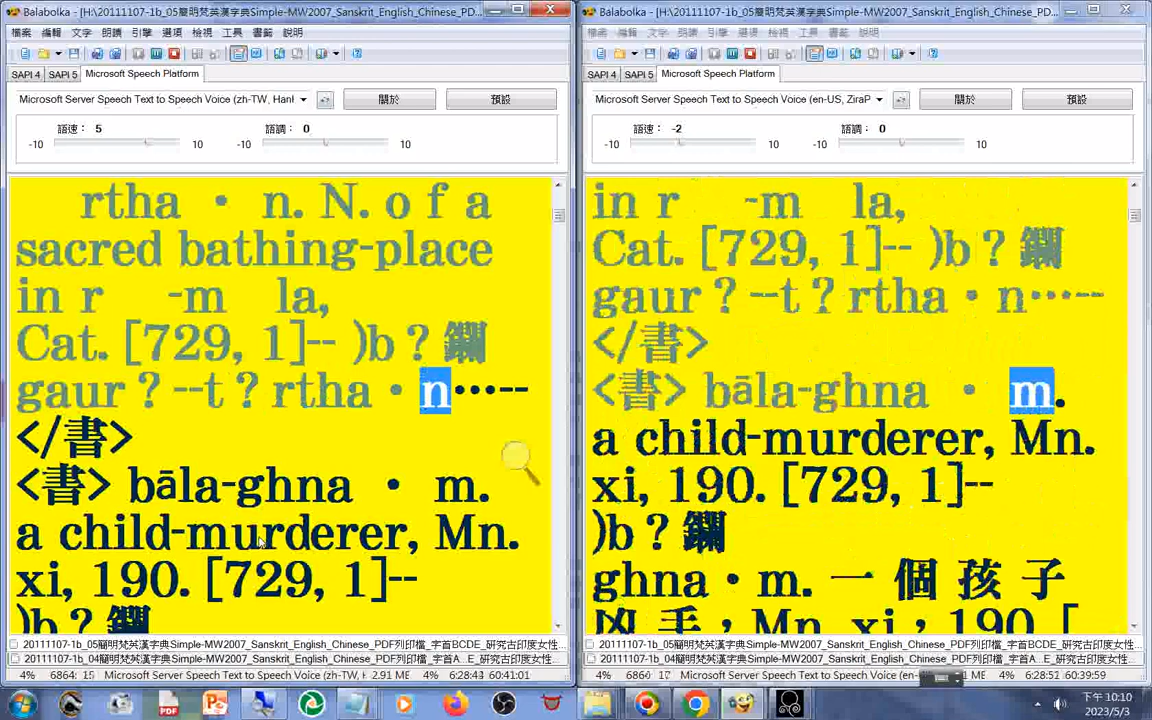 Balabolka - [H:\20111107-1b_05簡明梵英漢字典Simple-MW2007_Sanskrit_English_Chinese_PD...
檔案 編輯 文字 朗讀 引擎 選項 檢視 工具 書籤 說明
SAPI 4 SAPI 5 Microsoft Speech Platform
Microsoft Server Speech Text to Speech Voice (zh-TW, Hanl
關於 預設
語速： 5 語調： 0
-10 10 -10 10
rtha ‧ n. N. o f a
sacred bathing-place
in r -m la,
Cat. [729, 1]-- )b？鑭
gaur？--t？rtha‧n…--
</書>
<書> bāla-ghna ‧ m.
a child-murderer, Mn.
xi, 190. [729, 1]--
)b？鑭
20111107-1b_05簡明梵英漢字典Simple-MW2007_Sanskrit_English_Chinese_PDF列印檔_字首BCDE_研究古印度女性...
20111107-1b_04簡明梵英漢字典Simple-MW2007_Sanskrit_English_Chinese_PDF列印檔_字首A...E_研究古印度女性...
4% 6864: 15 Microsoft Server Speech Text to Speech Voice (zh-TW, H 2.91 MB 4% 6:28:43 60:41:01
Balabolka - [H:\20111107-1b_05簡明梵英漢字典Simple-MW2007_Sanskrit_English_Chinese_PD...
檔案 編輯 文字 朗讀 引擎 選項 檢視 工具 書籤 說明
SAPI 4 SAPI 5 Microsoft Speech Platform
Microsoft Server Speech Text to Speech Voice (en-US, ZiraP
關於 預設
語速： -2 語調： 0
-10 10 -10 10
in r -m la,
Cat. [729, 1]-- )b？鑭
gaur？--t？rtha‧n…--
</書>
<書> bāla-ghna ‧ m.
a child-murderer, Mn.
xi, 190. [729, 1]--
)b？鑭
ghna‧m. 一個孩子
凶手，Mn. xi，190.［
20111107-1b_05簡明梵英漢字典Simple-MW2007_Sanskrit_English_Chinese_PDF列印檔_字首BCDE_研究古印度女性...
20111107-1b_04簡明梵英漢字典Simple-MW2007_Sanskrit_English_Chinese_PDF列印檔_字首A...E_研究古印度女性...
4% 6860 17 Microsoft Server Speech Text to Speech Voice (en-US, 4% 6:28:52 60:39:59
PDF
下午 10:10
2023/5/3